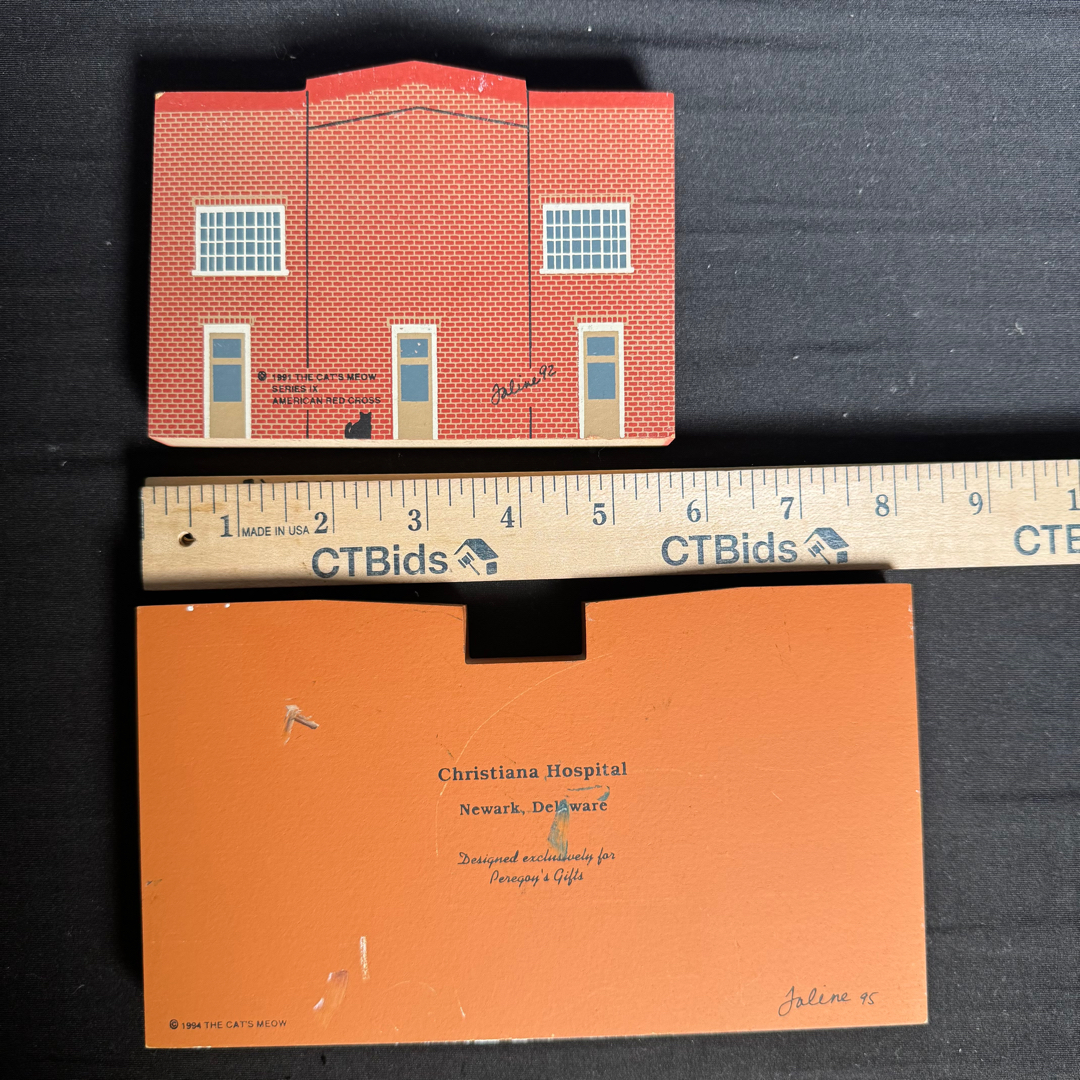 © 1991 THE CAT'S MEOW
SERIES IX
AMERICAN RED CROSS
Faline 92
1 MADE IN USA 2 3 4 5 6 7 8 9 1
CTBids CTBids CTB
Christiana Hospital
Newark, Delaware
Designed exclusively for
Peregoy's Gifts
Faline 95
© 1994 THE CAT'S MEOW